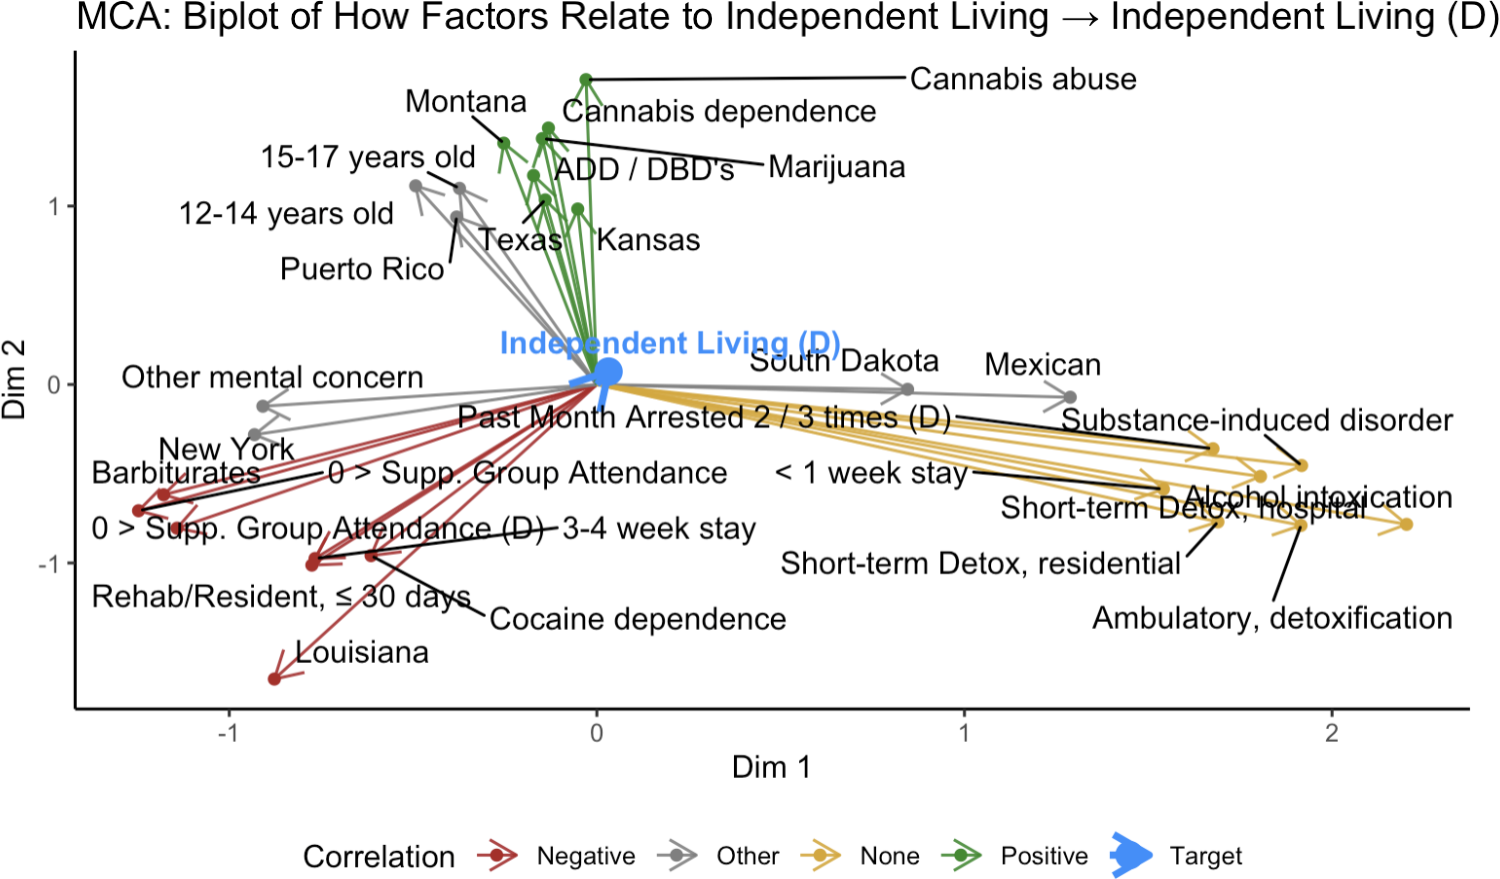 MCA: Biplot of How Factors Relate to Independent Living → Independent Living (D)
Cannabis abuse
Montana
Cannabis dependence
15-17 years old
ADD / DBD's
Marijuana
12-14 years old
Texas
Kansas
Puerto Rico
Independent Living (D)
South Dakota
Mexican
Other mental concern
Past Month Arrested 2 / 3 times (D)
Substance-induced disorder
New York
Barbiturates
0 > Supp. Group Attendance
< 1 week stay
Alcohol intoxication
Short-term Detox, hospital
0 > Supp. Group Attendance (D)
3-4 week stay
Short-term Detox, residential
Rehab/Resident, ≤ 30 days
Cocaine dependence
Ambulatory, detoxification
Louisiana
1
0
-1
Dim 2
-1
0
1
2
Dim 1
Correlation
Negative
Other
None
Positive
Target